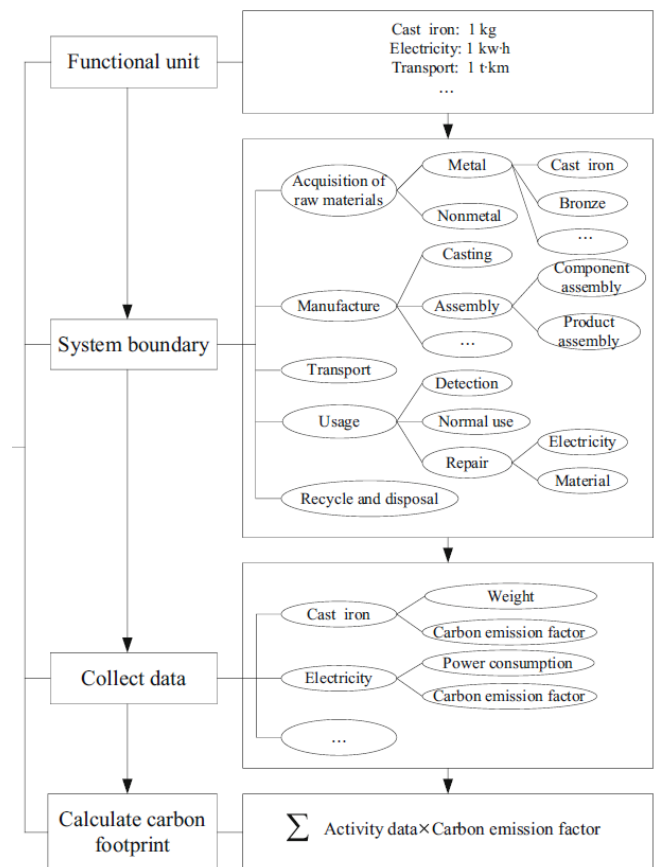 Functional unit
Cast iron: 1 kg
Electricity: 1 kw·h
Transport: 1 t·km
...
System boundary
Acquisition of
raw materials
Metal
Cast iron
Bronze
...
Nonmetal
Manufacture
Casting
Assembly
Component
assembly
Product
assembly
...
Transport
Usage
Detection
Normal use
Repair
Electricity
Material
Recycle and disposal
Collect data
Cast iron
Weight
Carbon emission factor
Electricity
Power consumption
Carbon emission factor
...
Calculate carbon
footprint
∑ Activity data×Carbon emission factor